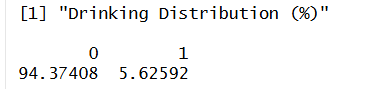 [1] "Drinking Distribution (%)"
0 1
94.37408 5.62592